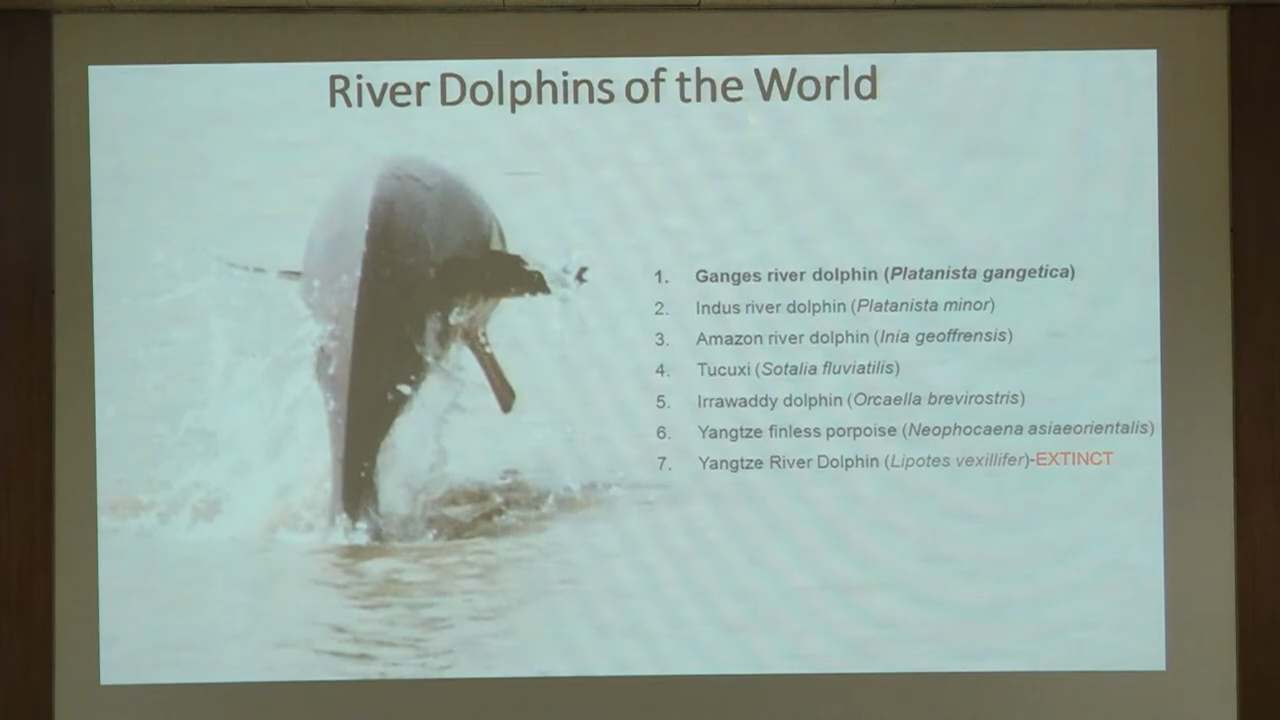 River Dolphins of the World
1. Ganges river dolphin (Platanista gangetica)
2. Indus river dolphin (Platanista minor)
3. Amazon river dolphin (Inia geoffrensis)
4. Tucuxi (Sotalia fluviatilis)
5. Irrawaddy dolphin (Orcaella brevirostris)
6. Yangtze finless porpoise (Neophocaena asiaeorientalis)
7. Yangtze River Dolphin (Lipotes vexillifer)-EXTINCT